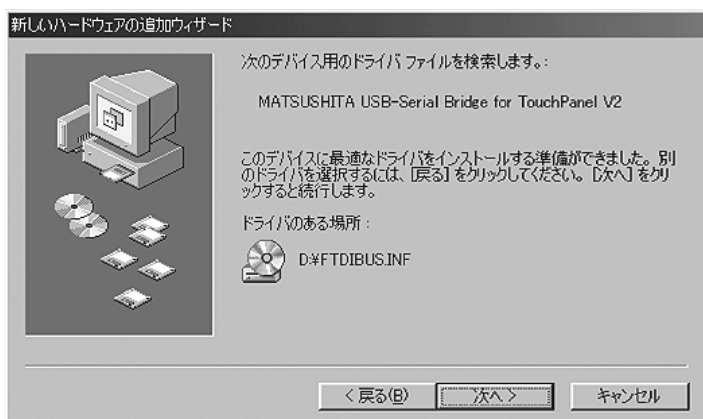 新しいハードウェアの追加ウィザード
次のデバイス用のドライバ ファイルを検索します。:
MATSUSHITA USB-Serial Bridge for TouchPanel V2
このデバイスに最適なドライバをインストールする準備ができました。別
のドライバを選択するには、[戻る] をクリックしてください。[次へ] をクリ
ックすると続行します。
ドライバのある場所:
D:¥FTDIBUS.INF
< 戻る(B)
次へ >
キャンセル